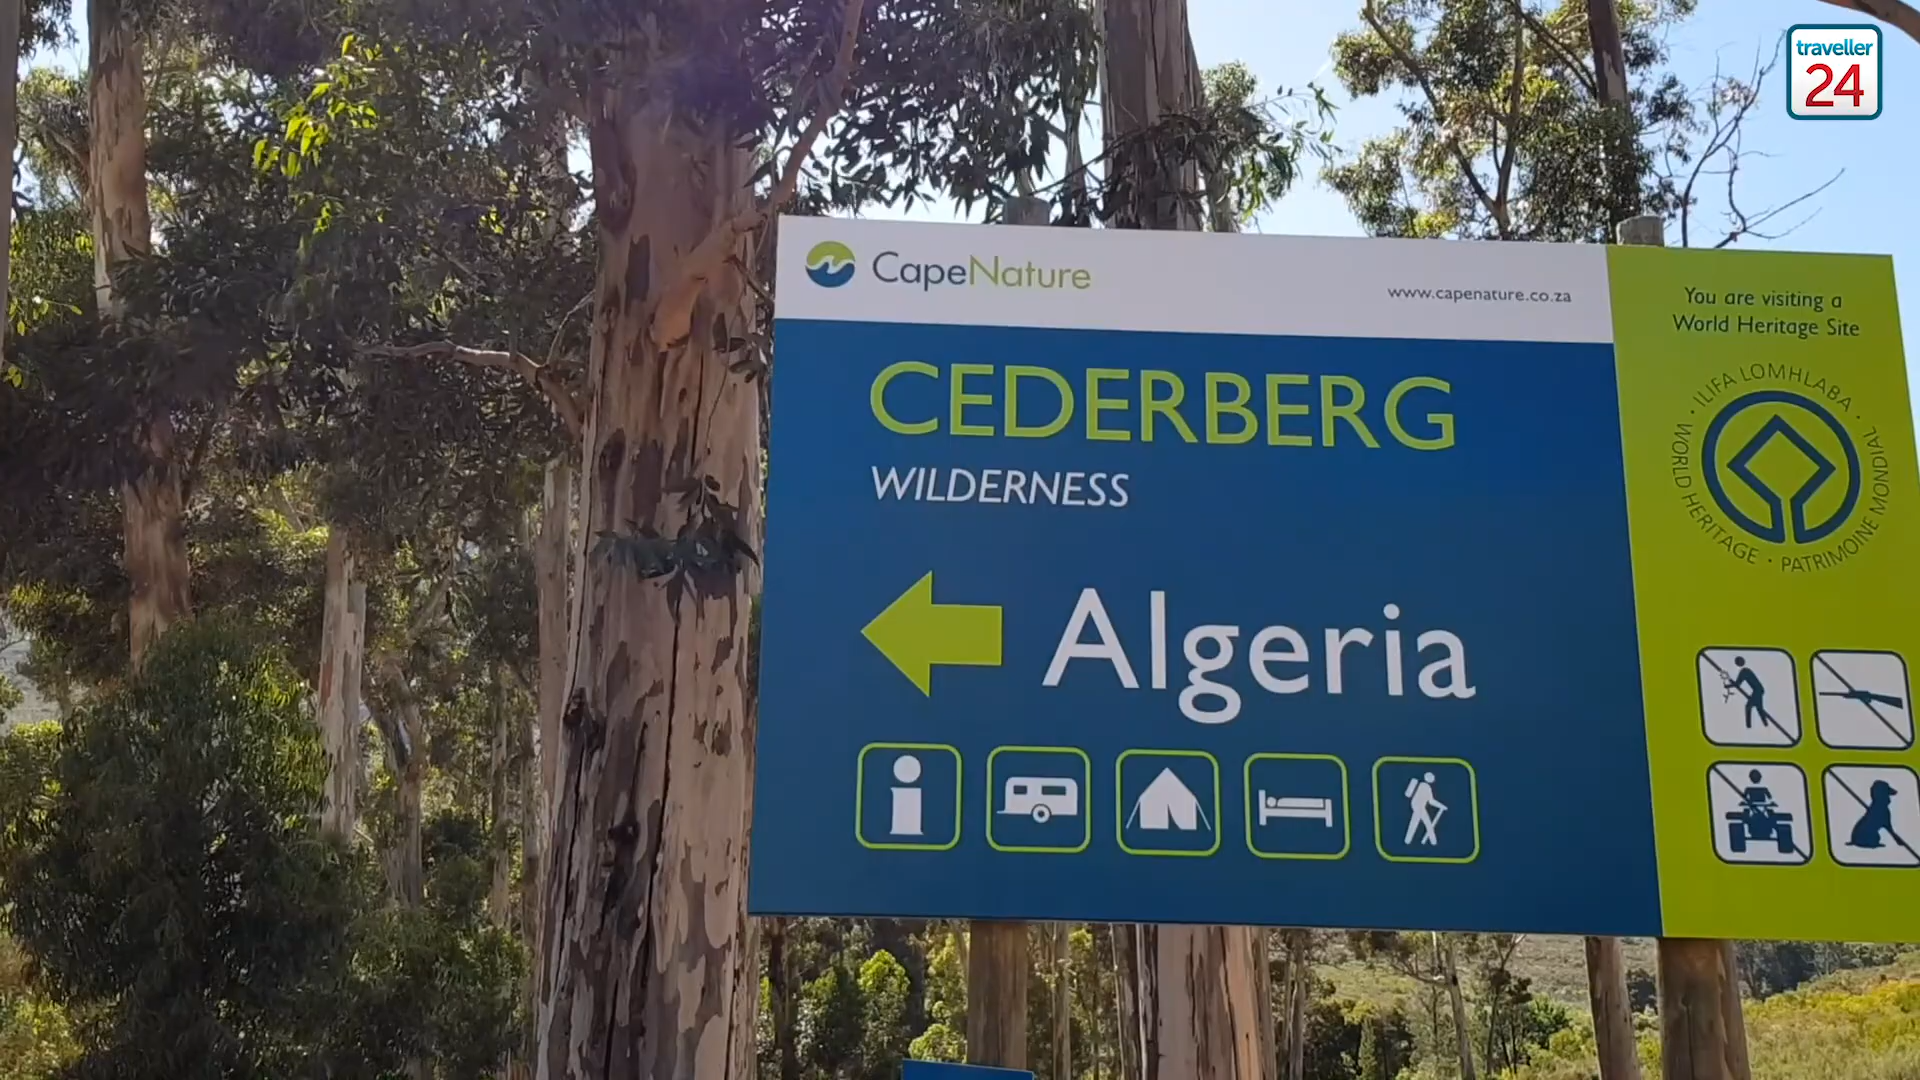 traveller
24
CapeNature
www.capenature.co.za
CEDERBERG
WILDERNESS
Algeria
You are visiting a
World Heritage Site
· ILIFA LOMHLABA · WORLD HERITAGE · PATRIMOINE MONDIAL